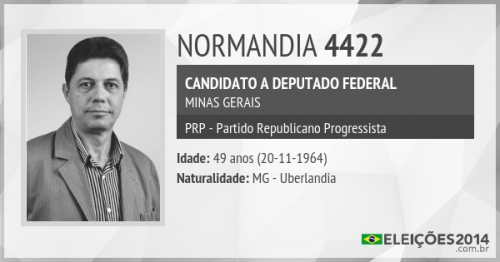 NORMANDIA 4422
CANDIDATO A DEPUTADO FEDERAL
MINAS GERAIS
PRP - Partido Republicano Progressista
Idade: 49 anos (20-11-1964)
Naturalidade: MG - Uberlandia
ELEIÇÕES2014
.com.br